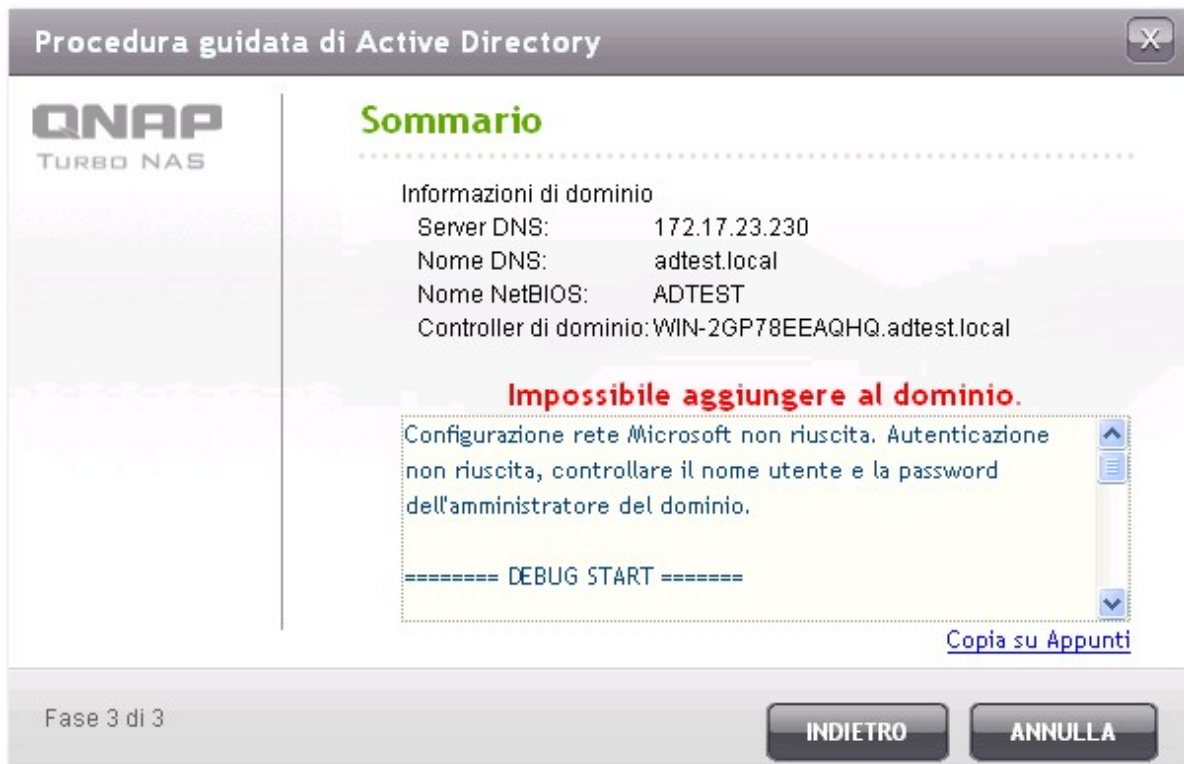 Procedura guidata di Active Directory
X
QNAP
TURBO NAS
Sommario
Informazioni di dominio
Server DNS: 172.17.23.230
Nome DNS: adtest.local
Nome NetBIOS: ADTEST
Controller di dominio: WIN-2GP78EEAQHQ.adtest.local
Impossibile aggiungere al dominio.
Configurazione rete Microsoft non riuscita. Autenticazione
non riuscita, controllare il nome utente e la password
dell'amministratore del dominio.
======== DEBUG START =======
Copia su Appunti
Fase 3 di 3
INDIETRO
ANNULLA